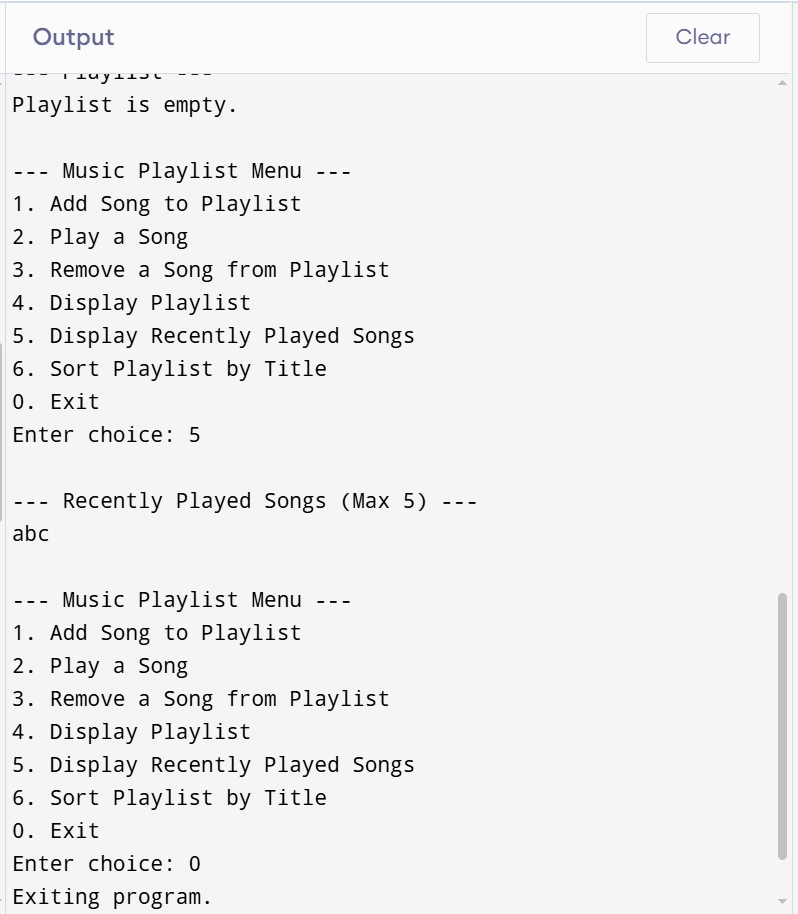 Output
Clear
--- Playlist ---
Playlist is empty.
--- Music Playlist Menu ---
1. Add Song to Playlist
2. Play a Song
3. Remove a Song from Playlist
4. Display Playlist
5. Display Recently Played Songs
6. Sort Playlist by Title
0. Exit
Enter choice: 5
--- Recently Played Songs (Max 5) ---
abc
--- Music Playlist Menu ---
1. Add Song to Playlist
2. Play a Song
3. Remove a Song from Playlist
4. Display Playlist
5. Display Recently Played Songs
6. Sort Playlist by Title
0. Exit
Enter choice: 0
Exiting program.